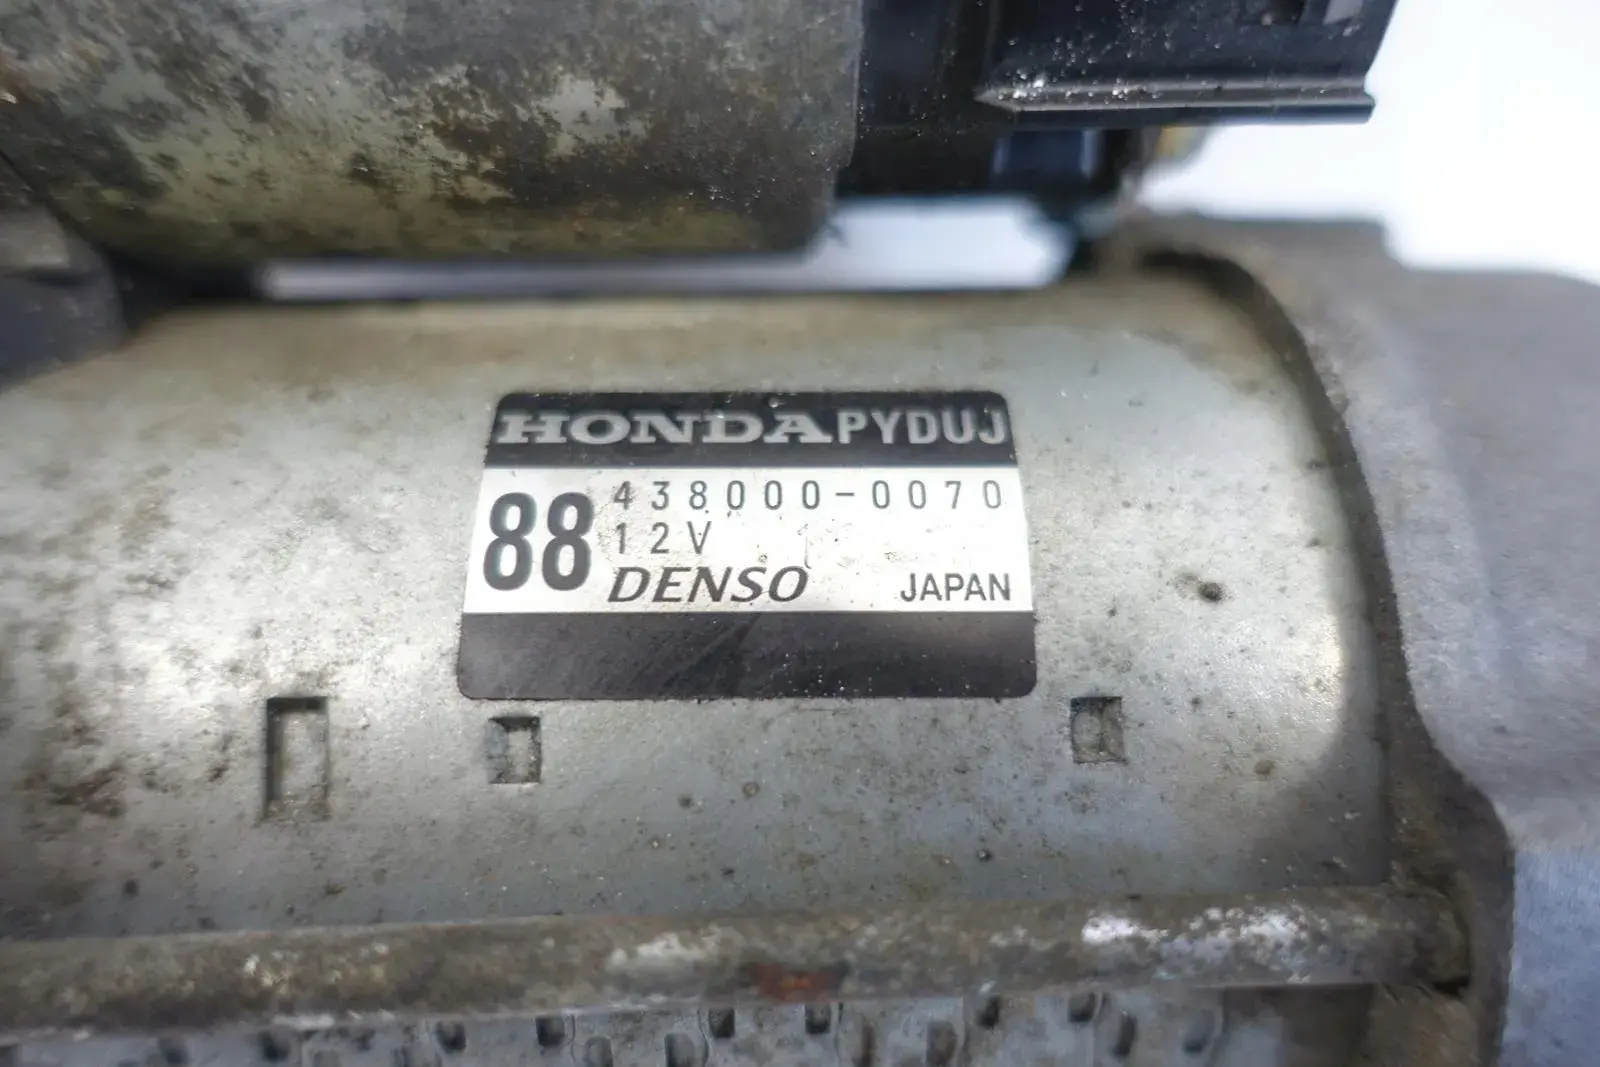 HONDA PYDUJ
88 438000-0070
12V
DENSO JAPAN